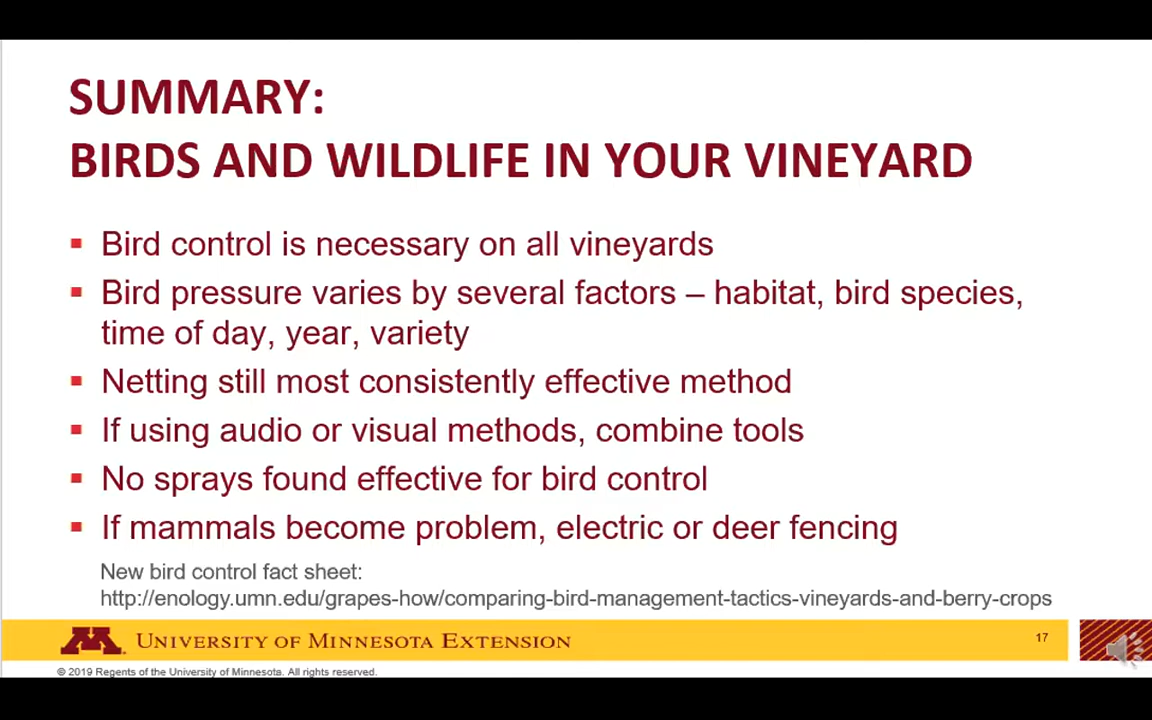 SUMMARY:
BIRDS AND WILDLIFE IN YOUR VINEYARD
Bird control is necessary on all vineyards
Bird pressure varies by several factors – habitat, bird species,
time of day, year, variety
Netting still most consistently effective method
If using audio or visual methods, combine tools
No sprays found effective for bird control
If mammals become problem, electric or deer fencing
New bird control fact sheet:
http://enology.umn.edu/grapes-how/comparing-bird-management-tactics-vineyards-and-berry-crops
M UNIVERSITY OF MINNESOTA EXTENSION
17
© 2019 Regents of the University of Minnesota. All rights reserved.